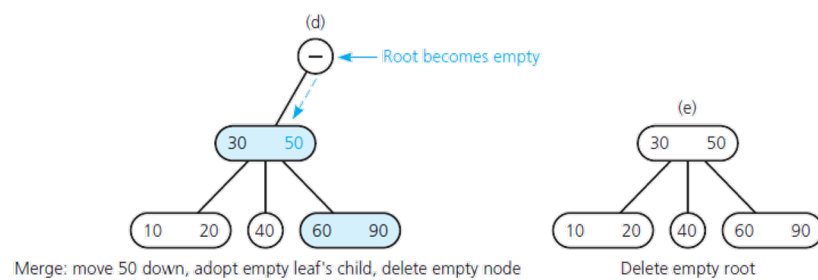 (d)
–
Root becomes empty
(e)
30 50
30 50
10 20 40 60 90
10 20 40 60 90
Merge: move 50 down, adopt empty leaf's child, delete empty node
Delete empty root